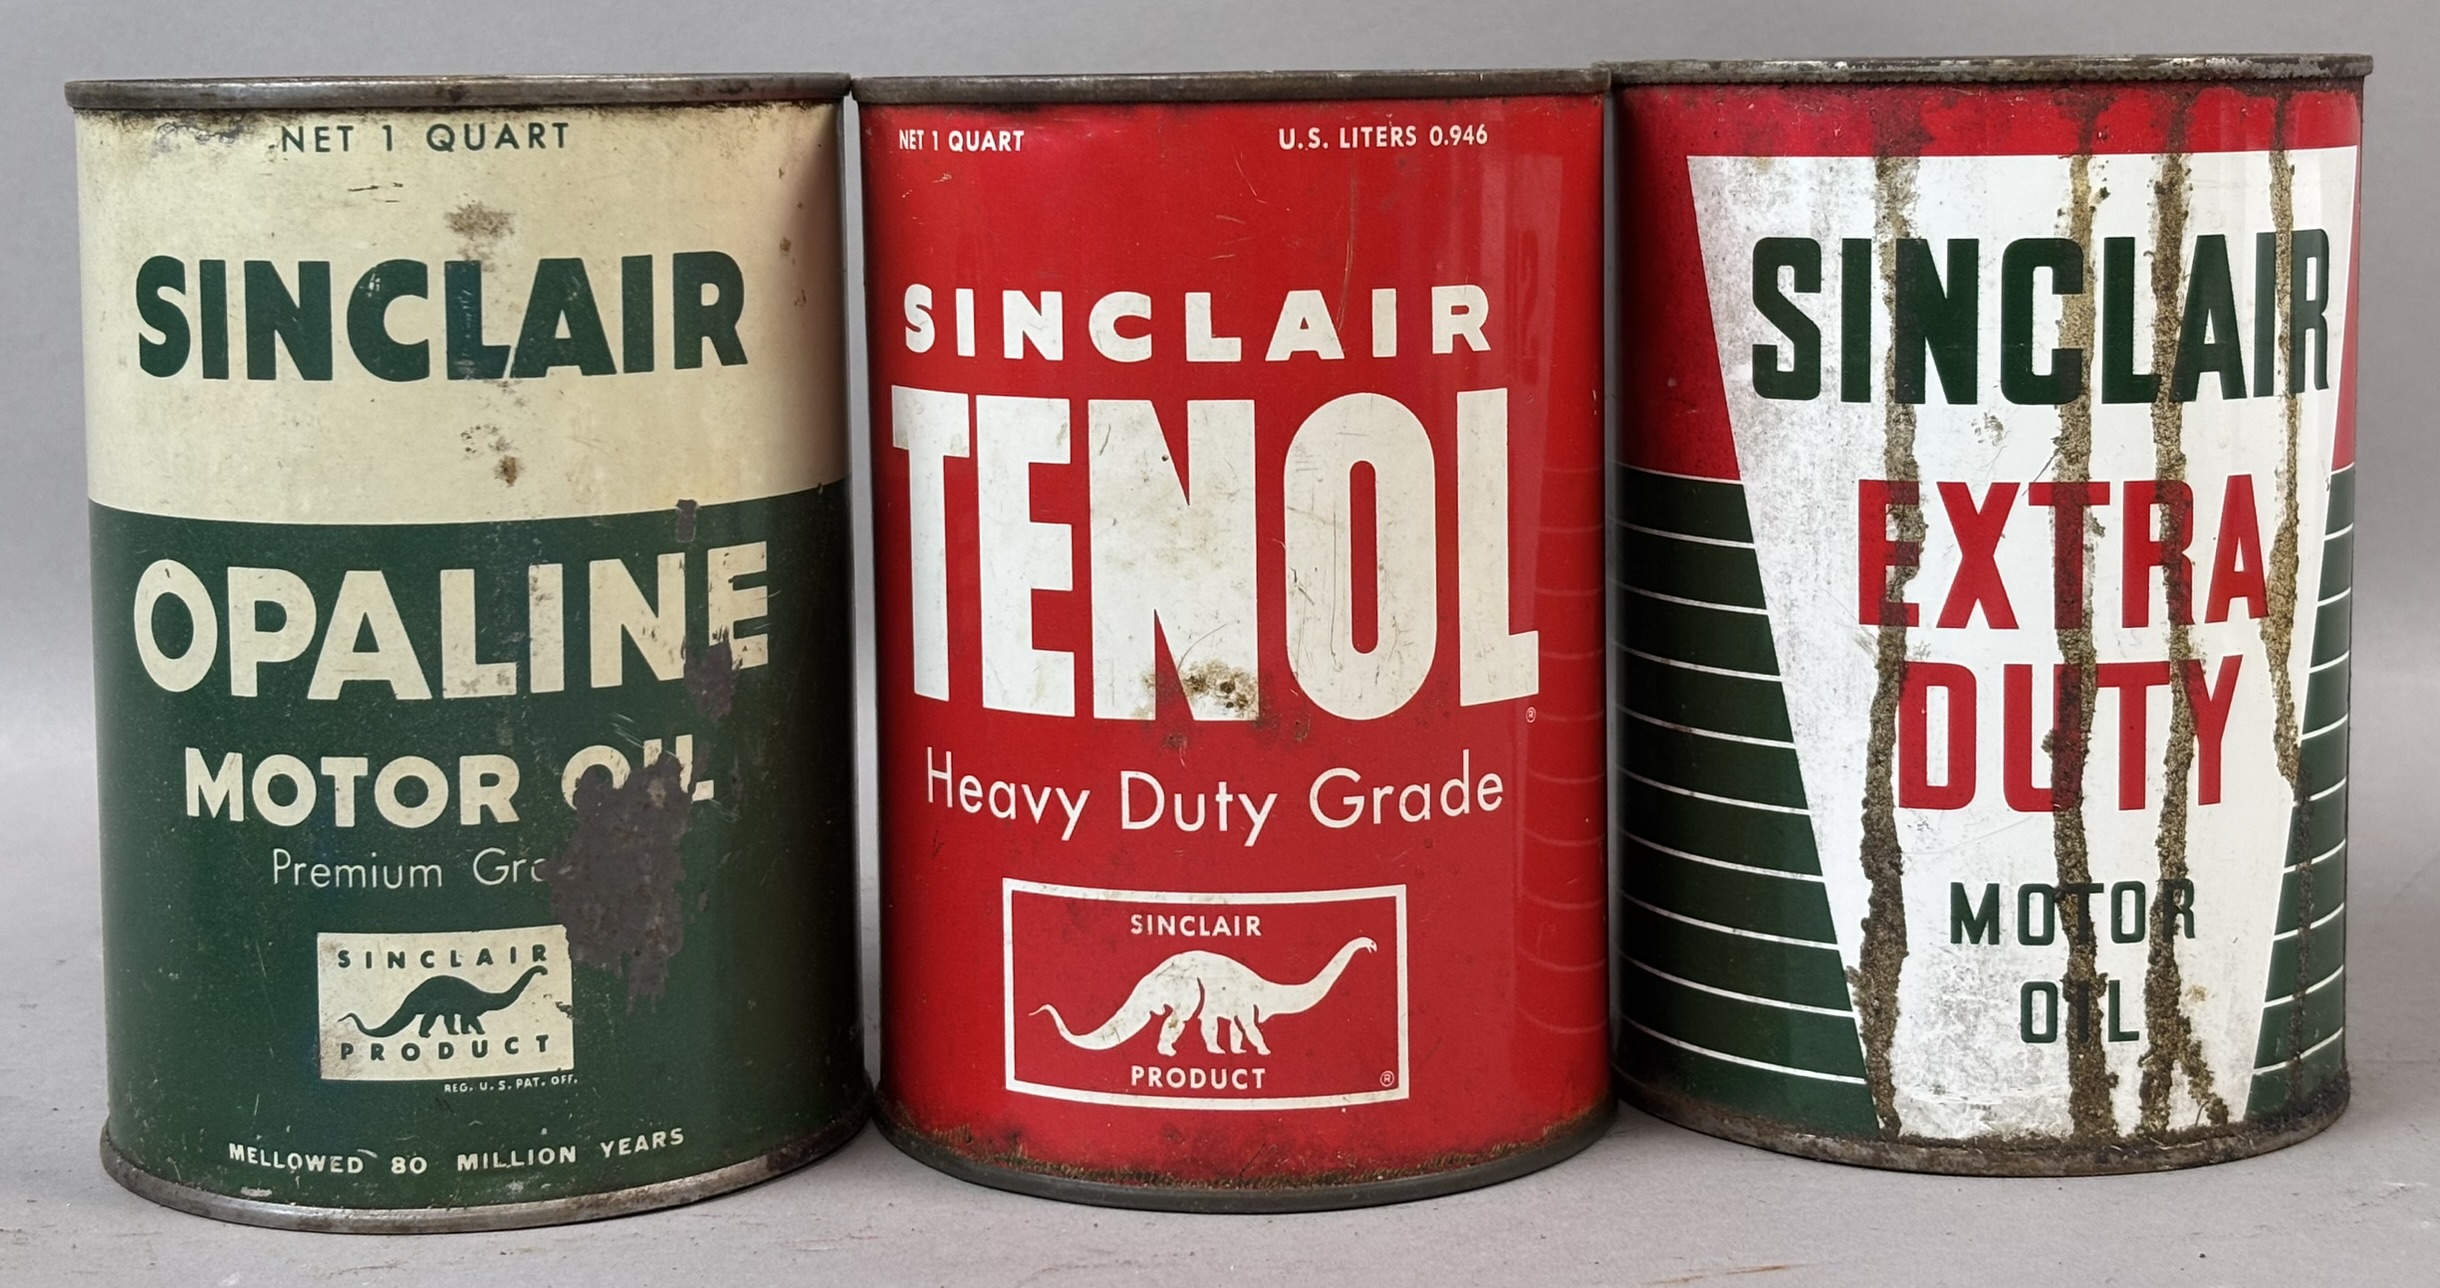 NET 1 QUART
SINCLAIR
OPALINE
MOTOR OIL
Premium
SINCLAIR
PRODUCT
REG. U.S. PAT. OFF.
MELLOWED 80 MILLION YEARS
NET 1 QUART U.S. LITERS 0.946
SINCLAIR
TENOL
®
Heavy Duty Grade
SINCLAIR
PRODUCT
®
SINCLAIR
EXTRA
DUTY
MOTOR
OIL